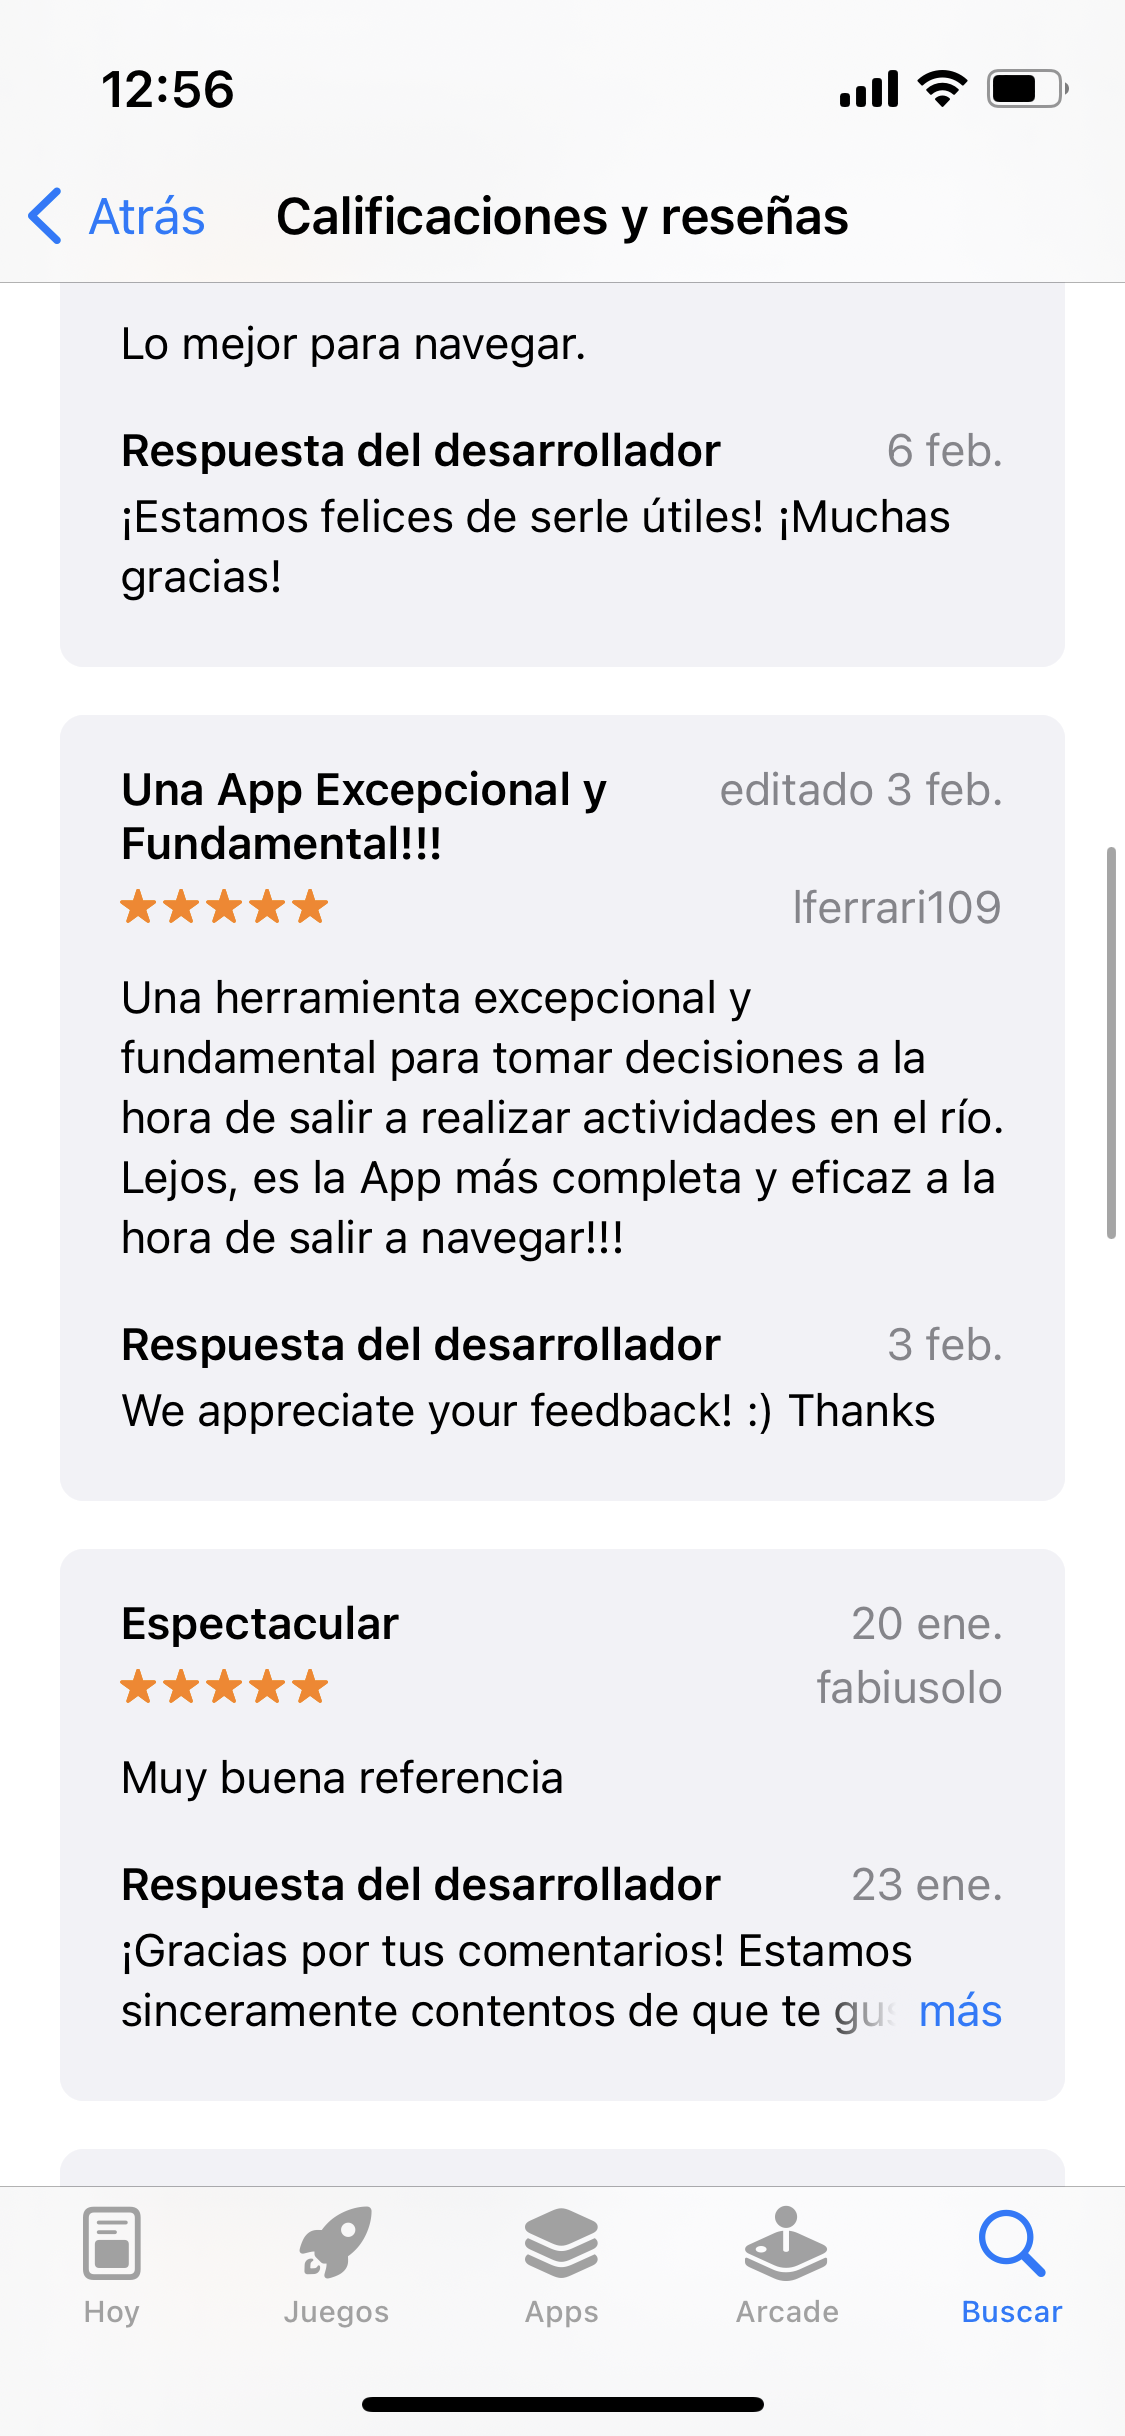 12:56
Atrás
Calificaciones y reseñas
Lo mejor para navegar.
Respuesta del desarrollador
6 feb.
¡Estamos felices de serle útiles! ¡Muchas
gracias!
Una App Excepcional y
Fundamental!!!
editado 3 feb.
lferrari109
Una herramienta excepcional y
fundamental para tomar decisiones a la
hora de salir a realizar actividades en el río.
Lejos, es la App más completa y eficaz a la
hora de salir a navegar!!!
Respuesta del desarrollador
3 feb.
We appreciate your feedback! :) Thanks
Espectacular
20 ene.
fabiusolo
Muy buena referencia
Respuesta del desarrollador
23 ene.
¡Gracias por tus comentarios! Estamos
sinceramente contentos de que te
más
Hoy
Juegos
Apps
Arcade
Buscar